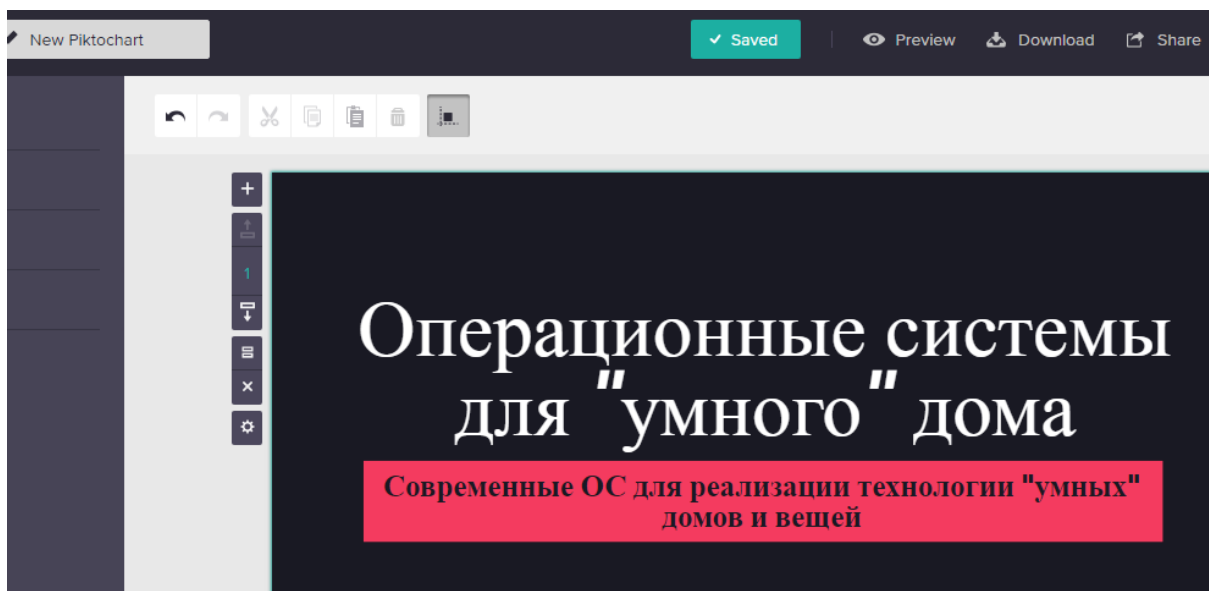 New Piktochart
Saved
Preview
Download
Share
1
Операционные системы
для "умного" дома
Современные ОС для реализации технологии "умных"
домов и вещей